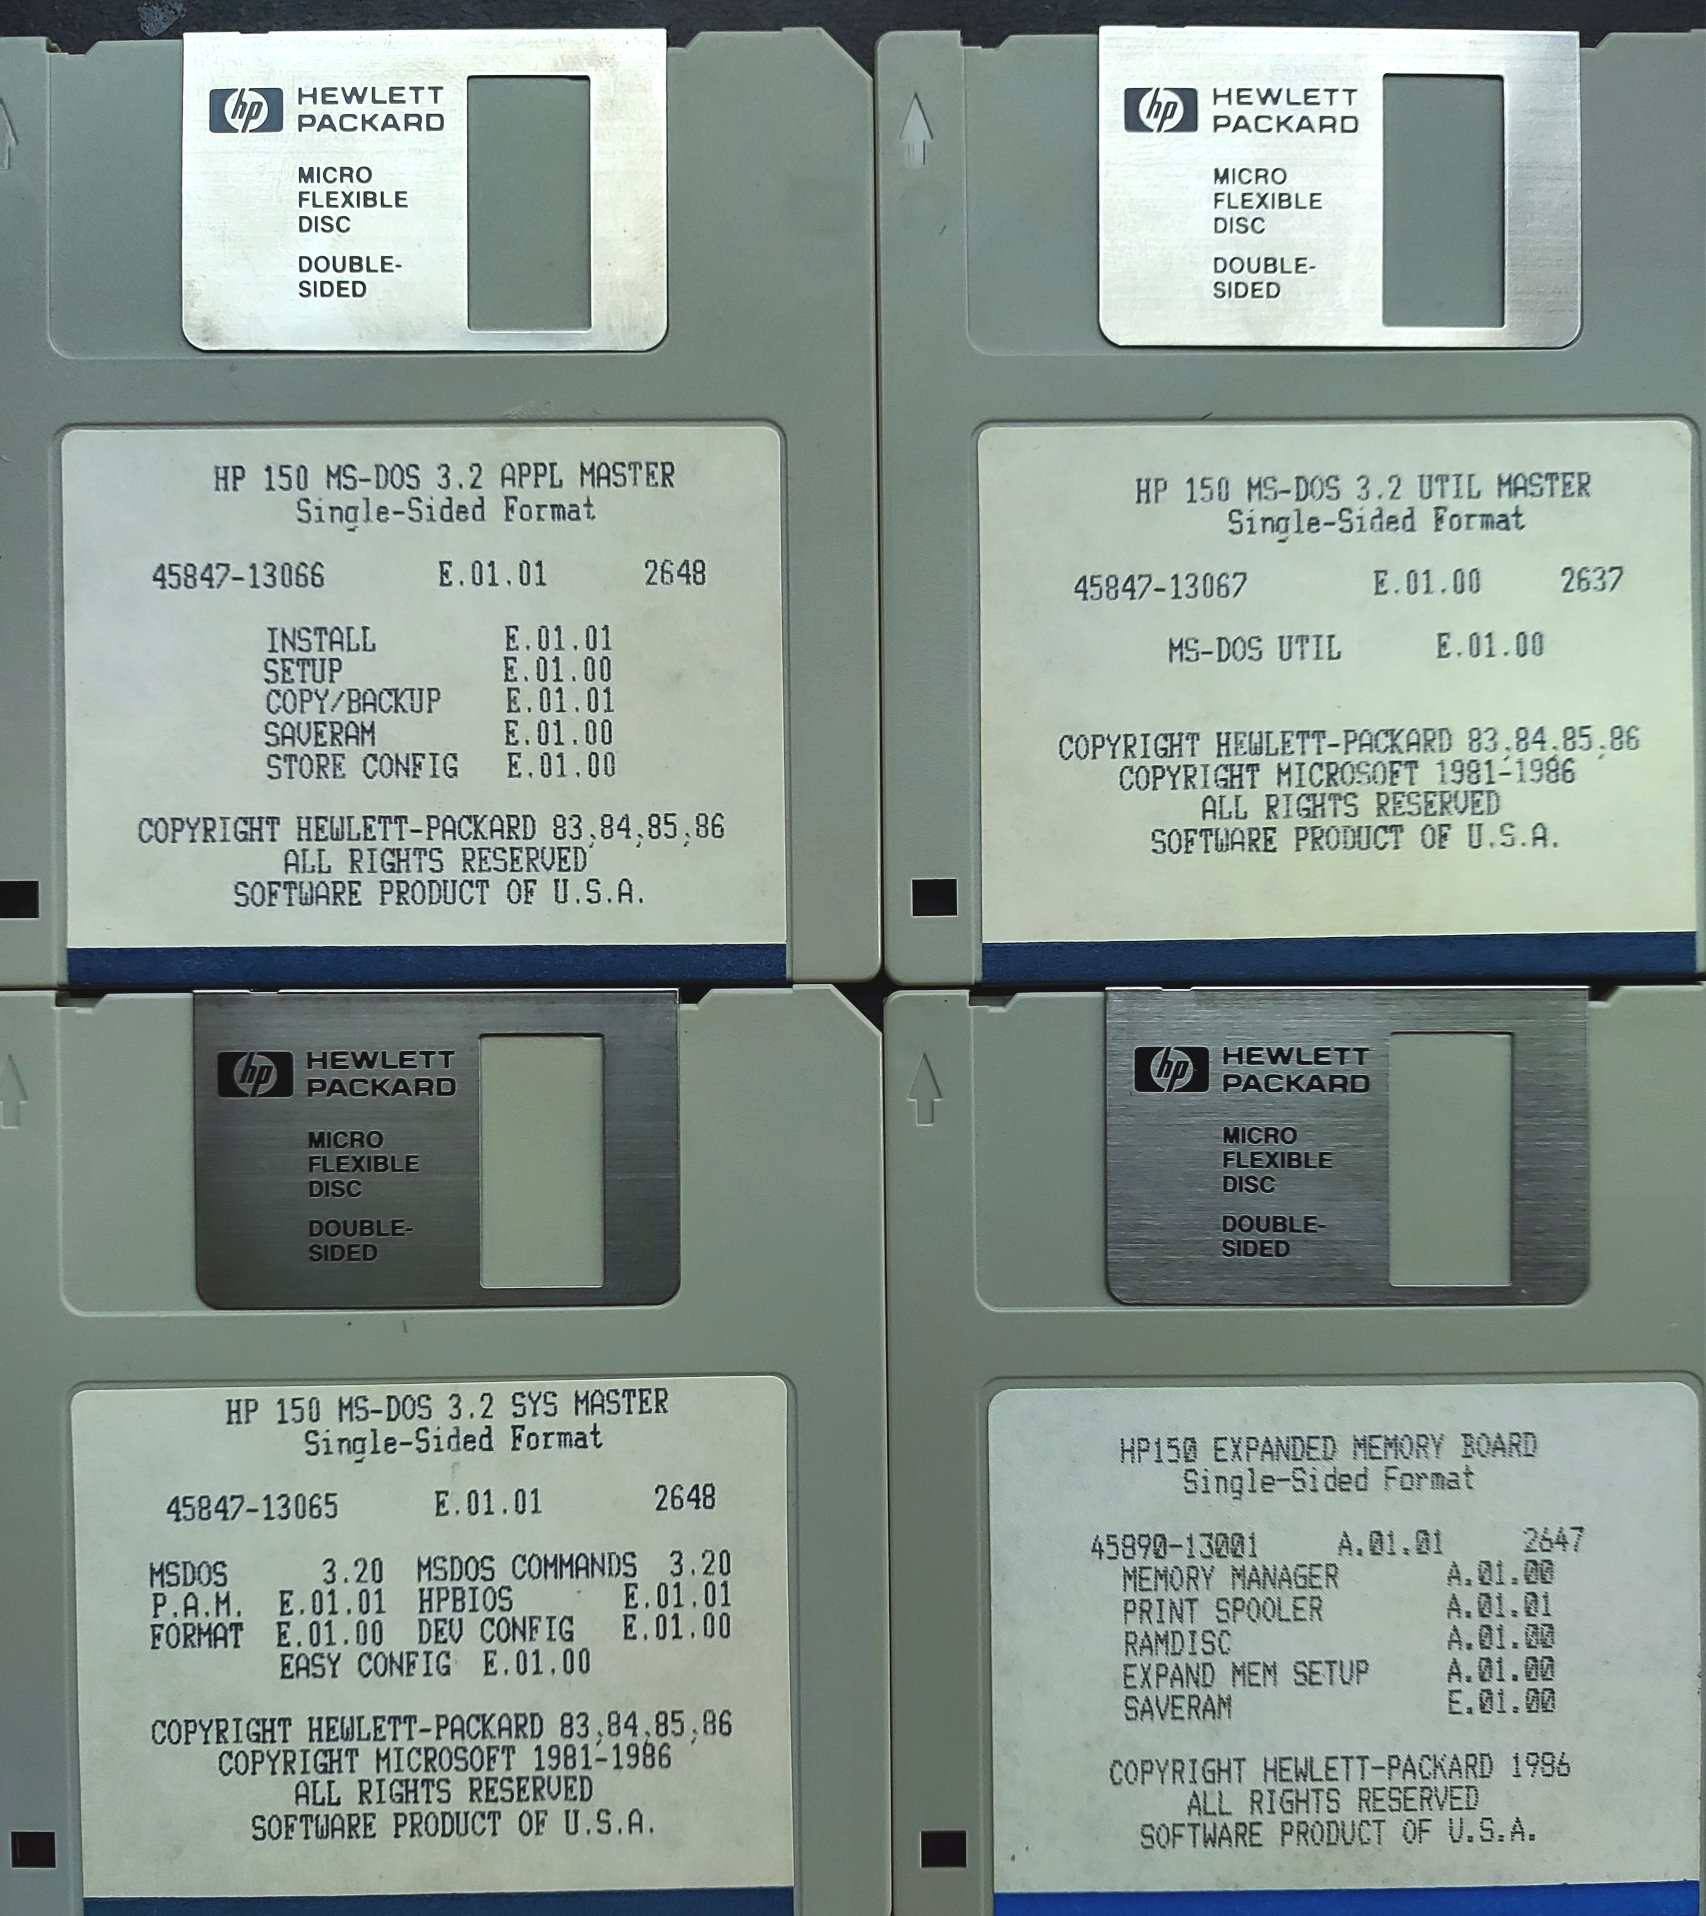 hp HEWLETT
PACKARD
MICRO
FLEXIBLE
DISC
DOUBLE-
SIDED
HP 150 MS-DOS 3.2 APPL MASTER
Single-Sided Format
45847-13066 E.01.01 2648
INSTALL E.01.01
SETUP E.01.00
COPY/BACKUP E.01.01
SAVERAM E.01.00
STORE CONFIG E.01.00
COPYRIGHT HEWLETT-PACKARD 83,84,85,86
ALL RIGHTS RESERVED
SOFTWARE PRODUCT OF U.S.A.
hp HEWLETT
PACKARD
MICRO
FLEXIBLE
DISC
DOUBLE-
SIDED
HP 150 MS-DOS 3.2 UTIL MASTER
Single-Sided Format
45847-13067 E.01.00 2637
MS-DOS UTIL E.01.00
COPYRIGHT HEWLETT-PACKARD 83,84,85,86
COPYRIGHT MICROSOFT 1981-1986
ALL RIGHTS RESERVED
SOFTWARE PRODUCT OF U.S.A.
hp HEWLETT
PACKARD
MICRO
FLEXIBLE
DISC
DOUBLE-
SIDED
HP 150 MS-DOS 3.2 SYS MASTER
Single-Sided Format
45847-13065 E.01.01 2648
MSDOS 3.20 MSDOS COMMANDS 3.20
P.A.M. E.01.01 HPBIOS E.01.01
FORMAT E.01.00 DEV CONFIG E.01.00
EASY CONFIG E.01.00
COPYRIGHT HEWLETT-PACKARD 83,84,85,86
COPYRIGHT MICROSOFT 1981-1986
ALL RIGHTS RESERVED
SOFTWARE PRODUCT OF U.S.A.
hp HEWLETT
PACKARD
MICRO
FLEXIBLE
DISC
DOUBLE-
SIDED
HP150 EXPANDED MEMORY BOARD
Single-Sided Format
45890-13001 A.01.01 2647
MEMORY MANAGER A.01.00
PRINT SPOOLER A.01.01
RAMDISC A.01.00
EXPAND MEM SETUP A.01.00
SAVERAM E.01.00
COPYRIGHT HEWLETT-PACKARD 1986
ALL RIGHTS RESERVED
SOFTWARE PRODUCT OF U.S.A.